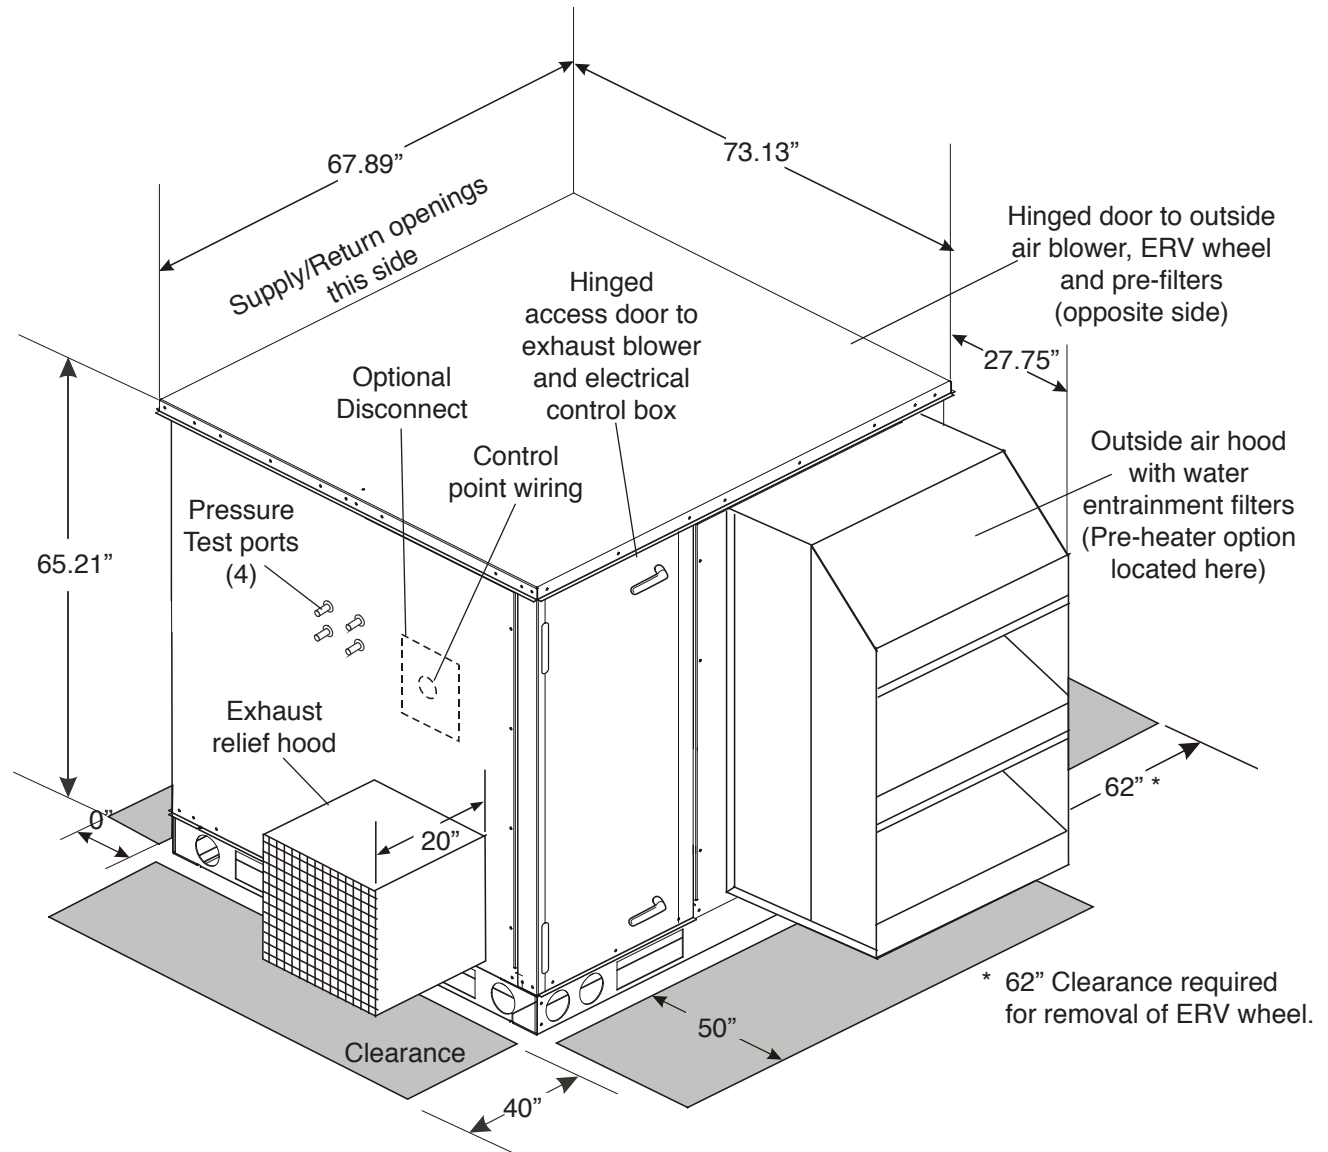 67.89”
73.13”
Supply/Return openings
this side
Hinged door to outside
air blower, ERV wheel
and pre-filters
(opposite side)
Hinged
access door to
exhaust blower
and electrical
control box
27.75”
Optional
Disconnect
Control
point wiring
Outside air hood
with water
entrainment filters
(Pre-heater option
located here)
Pressure
Test ports
(4)
65.21”
Exhaust
relief hood
62” *
0”
20”
* 62” Clearance required
for removal of ERV wheel.
50”
Clearance
40”